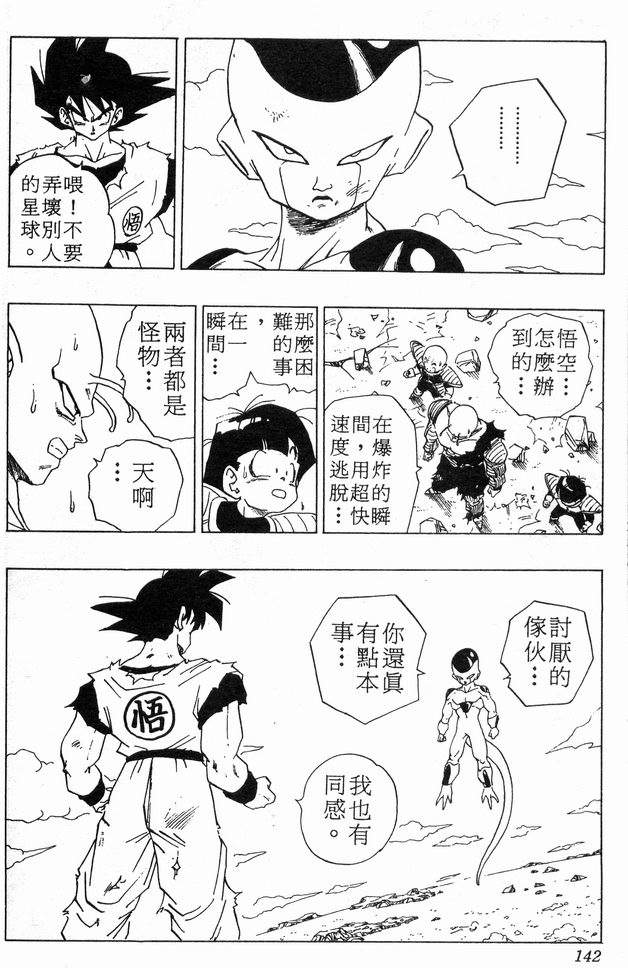 …………
喂！不要
弄壞別人
的星球。
悟
悟空…
怎麼辦
到的…
在爆炸的瞬
間，用超快
速度逃脫…
那麼困
難的事
，
在一
瞬間…
兩者都是
怪物…
天啊
…
討厭的
傢伙…
你還真
有點本
事…
我也有
同感。
悟
142